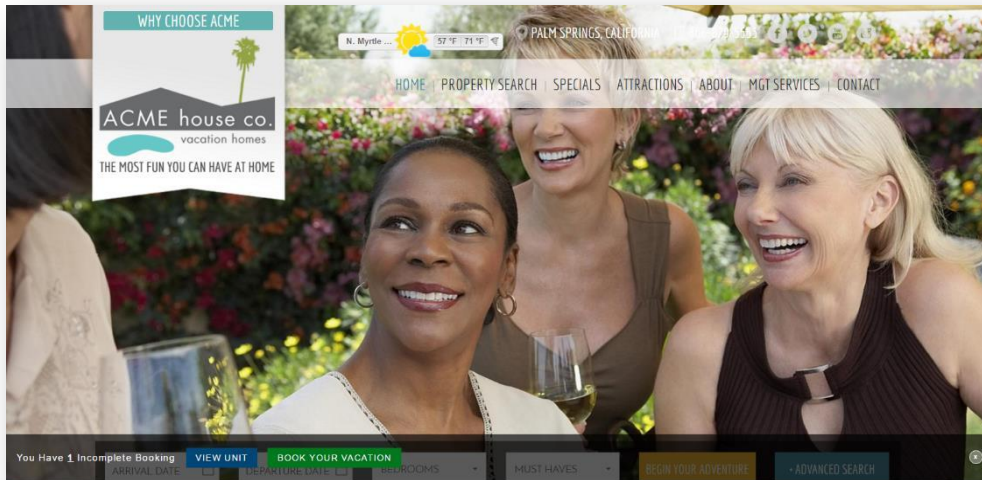 WHY CHOOSE ACME
N. Myrtle ... 57 °F 71 °F
PALM SPRINGS, CALIFORNIA
HOME | PROPERTY SEARCH | SPECIALS | ATTRACTIONS | ABOUT | MGT SERVICES | CONTACT
ACME house co.
vacation homes
THE MOST FUN YOU CAN HAVE AT HOME
You Have 1 Incomplete Booking VIEW UNIT BOOK YOUR VACATION
ARRIVAL DATE DEPARTURE DATE BEDROOMS MUST HAVES BEGIN YOUR ADVENTURE + ADVANCED SEARCH